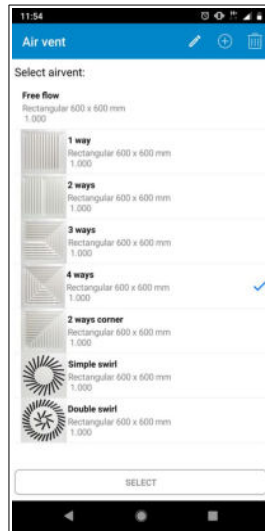 11:54
Air vent
Select airvent:
Free flow
Rectangular 600 x 600 mm
1.000
1 way
Rectangular 600 x 600 mm
1.000
2 ways
Rectangular 600 x 600 mm
1.000
3 ways
Rectangular 600 x 600 mm
1.000
4 ways
Rectangular 600 x 600 mm
1.000
2 ways corner
Rectangular 600 x 600 mm
1.000
Simple swirl
Rectangular 600 x 600 mm
1.000
Double swirl
Rectangular 600 x 600 mm
1.000
SELECT